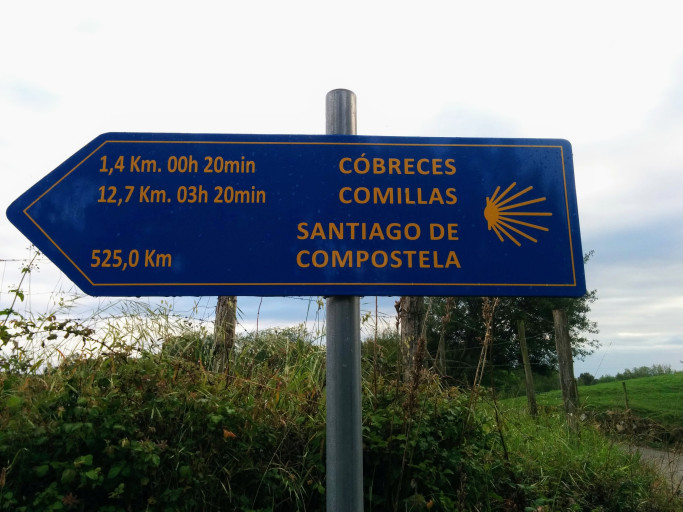 1,4 Km. 00h 20min CÓBRECES
12,7 Km. 03h 20min COMILLAS
SANTIAGO DE
525,0 Km COMPOSTELA